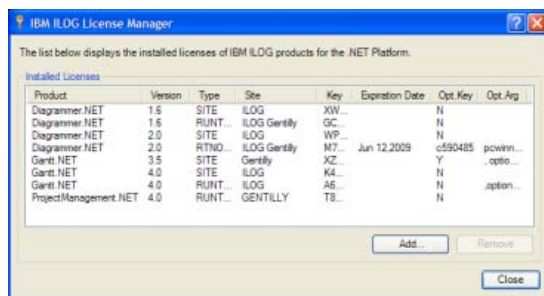 IBM ILOG License Manager
The list below displays the installed licenses of IBM ILOG products for the .NET Platform.
Installed Licenses
Product Version Type Site Key Expiration Date Opt.Key Opt.Arg
Diagrammer.NET 1.6 SITE ILOG XW... N
Diagrammer.NET 1.6 RUNT... ILOG Gentilly GC... N
Diagrammer.NET 2.0 SITE ILOG WP... N
Diagrammer.NET 2.0 RTNO... ILOG Gentilly M7... Jun 12,2009 c590485 pcwinn...
Gantt.NET 3.5 SITE Gentilly XZ... Y , optio...
Gantt.NET 4.0 SITE ILOG K4... N
Gantt.NET 4.0 RUNT... ILOG A6... N ,option...
ProjectManagement.NET 4.0 RUNT... GENTILLY T8... N
Add... Remove
Close